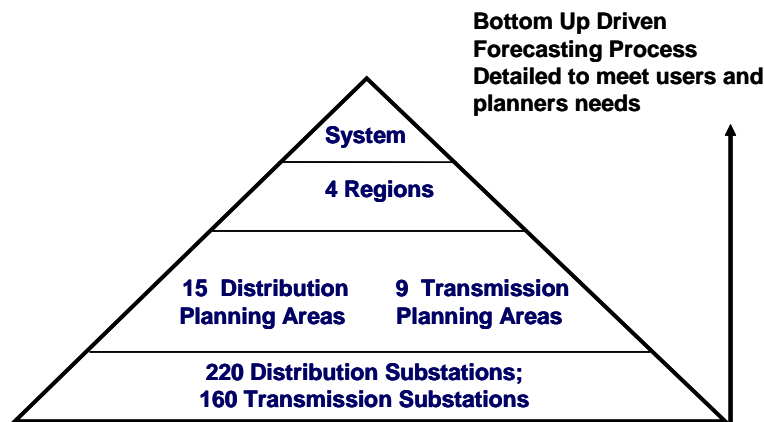 Bottom Up Driven
Forecasting Process
Detailed to meet users and
planners needs
System
4 Regions
15 Distribution
Planning Areas
9 Transmission
Planning Areas
220 Distribution Substations;
160 Transmission Substations